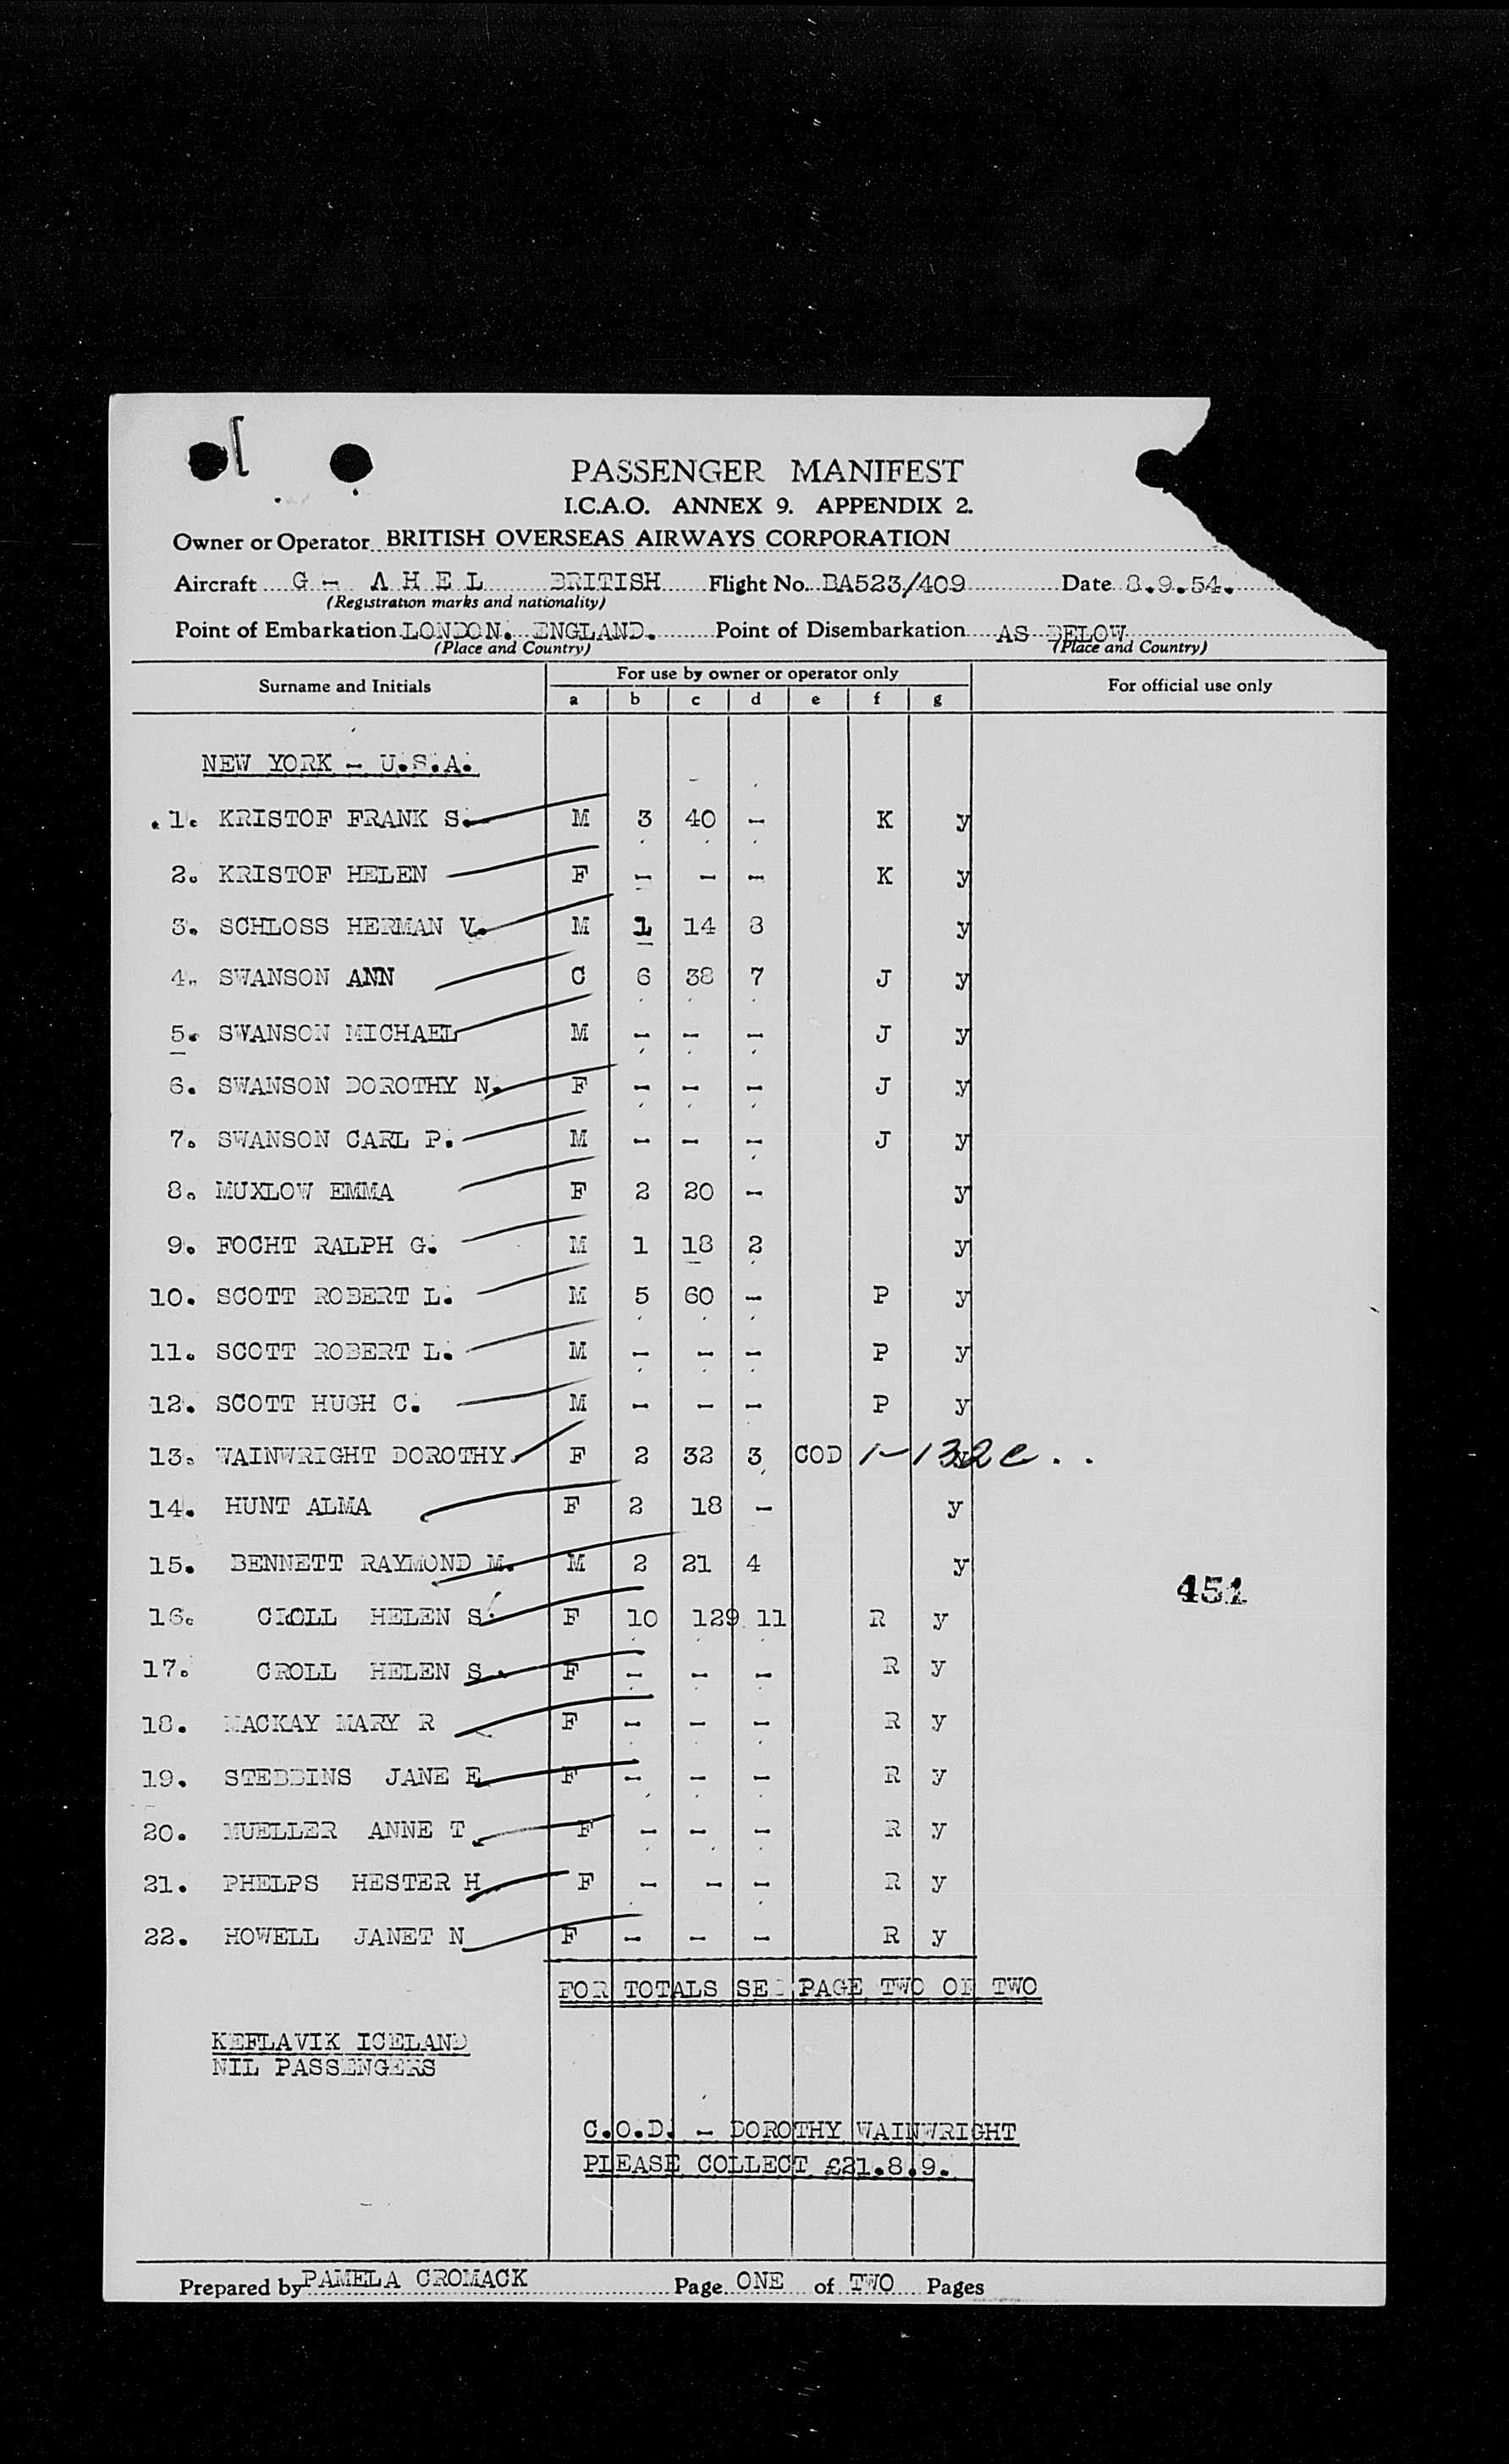 PASSENGER MANIFEST
I.C.A.O. ANNEX 9. APPENDIX 2.
Owner or Operator BRITISH OVERSEAS AIRWAYS CORPORATION
Aircraft G - A H E L BRITISH Flight No. BA523/409 Date 8.9.54.
(Registration marks and nationality)
Point of Embarkation LONDON. ENGLAND. Point of Disembarkation AS BELOW
(Place and Country) (Place and Country)
Surname and Initials For use by owner or operator only For official use only
a b c d e f g
NEW YORK - U.S.A.
.1. KRISTOF FRANK S. M 3 40 - K y
2. KRISTOF HELEN F - - - K y
3. SCHLOSS HERMAN V. M 1 14 8 y
4. SWANSON ANN C 6 38 7 J y
5. SWANSON MICHAEL M - - - J y
6. SWANSON DOROTHY N. F - - - J y
7. SWANSON CARL P. M - - - J y
8. MUXLOW EMMA F 2 20 - y
9. FOCHT RALPH G. M 1 18 2 y
10. SCOTT ROBERT L. M 5 60 - P y
11. SCOTT ROBERT L. M - - - P y
12. SCOTT HUGH C. M - - - P y
13. WAINWRIGHT DOROTHY F 2 32 3 COD 1-132c.. y
14. HUNT ALMA F 2 18 - y
15. BENNETT RAYMOND M. M 2 21 4 y
451
16. CROLL HELEN S. F 10 129 11 R y
17. CROLL HELEN S. F - - - R y
18. MACKAY MARY R F - - - R y
19. STEBBINS JANE E F - - - R y
20. MUELLER ANNE T. F - - - R y
21. PHELPS HESTER H F - - - R y
22. HOWELL JANET N F - - - R y
FOR TOTALS SEE PAGE TWO OF TWO
KEFLAVIK ICELAND
NIL PASSENGERS
C.O.D. - DOROTHY WAINWRIGHT
PLEASE COLLECT £21.8.9.
Prepared by PAMELA CROMACK Page ONE of TWO Pages